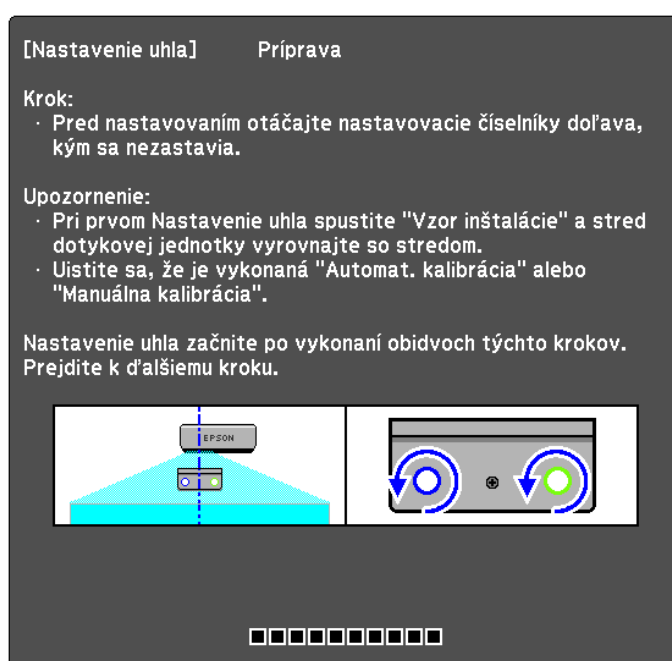 [Nastavenie uhla] Príprava
Krok:
· Pred nastavovaním otáčajte nastavovacie číselníky doľava,
kým sa nezastavia.
Upozornenie:
· Pri prvom Nastavenie uhla spustite "Vzor inštalácie" a stred
dotykovej jednotky vyrovnajte so stredom.
· Uistite sa, že je vykonaná "Automat. kalibrácia" alebo
"Manuálna kalibrácia".
Nastavenie uhla začnite po vykonaní obidvoch týchto krokov.
Prejdite k ďalšiemu kroku.
EPSON